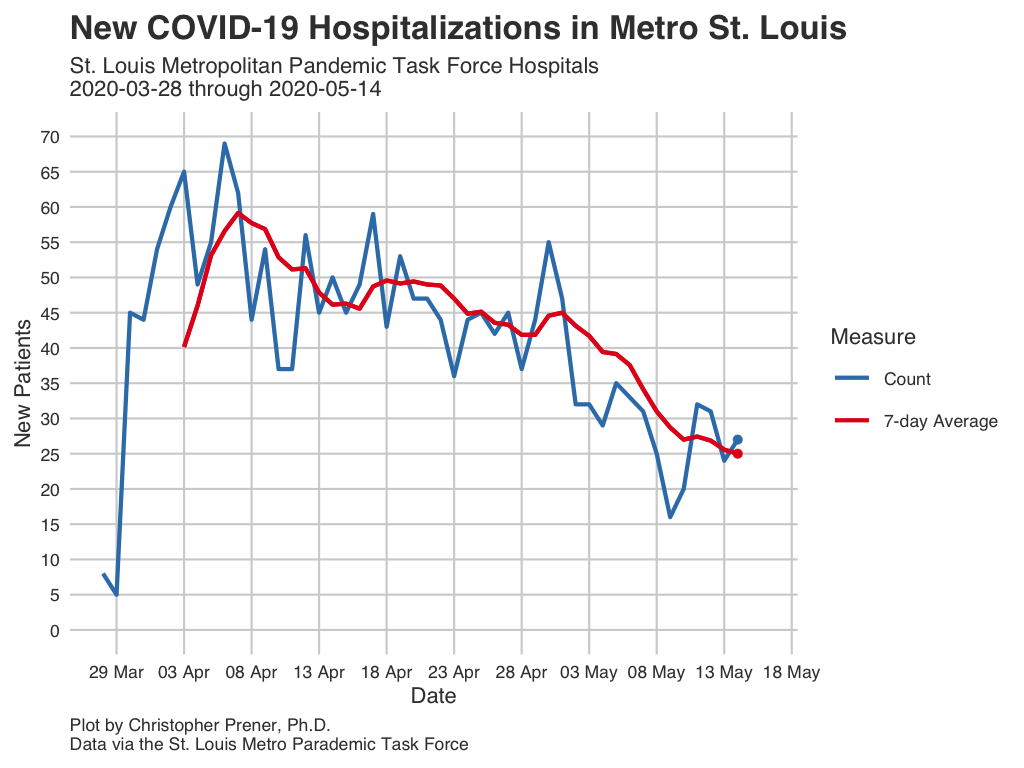 New COVID-19 Hospitalizations in Metro St. Louis
St. Louis Metropolitan Pandemic Task Force Hospitals
2020-03-28 through 2020-05-14
70
65
60
55
50
45
40
35
30
25
20
15
10
5
0
New Patients
29 Mar 03 Apr 08 Apr 13 Apr 18 Apr 23 Apr 28 Apr 03 May 08 May 13 May 18 May
Date
Measure
Count
7-day Average
Plot by Christopher Prener, Ph.D.
Data via the St. Louis Metro Parademic Task Force